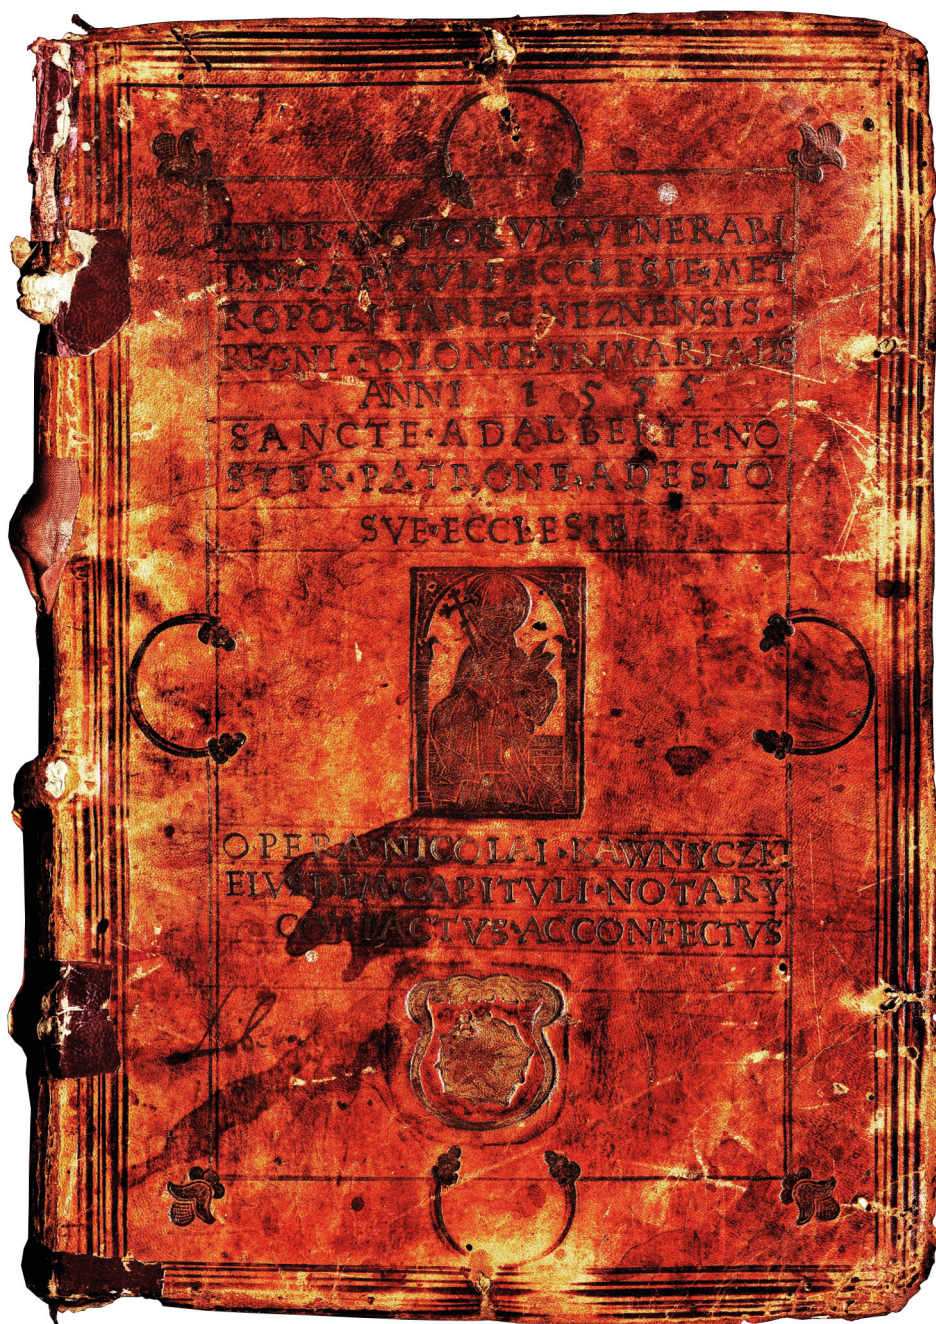 LIBER·ACTORVM·VENERABI
LIS·CAPITVLI·ECCLESIE·MET
ROPOLITANE·GNEZNENSIS·
REGNI·POLONIE·PRIMARIALIS
ANNI 1555
SANCTE·ADALBERTE·NO
STER·PATRONE·ADESTO
SVE·ECCLESIE
OPERA·NICOLAI·KAWNYCZKI
EIVSDEM·CAPITVLI·NOTARY
COMPACTVS·AC CONFECTVS